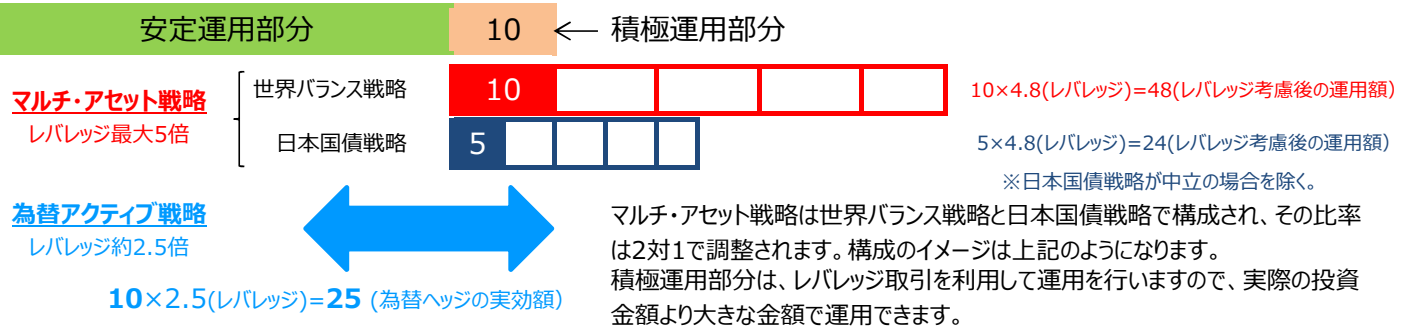 安定運用部分
10
← 積極運用部分
マルチ・アセット戦略
レバレッジ最大5倍
世界バランス戦略
10
10×4.8(レバレッジ)=48(レバレッジ考慮後の運用額)
日本国債戦略
5
5×4.8(レバレッジ)=24(レバレッジ考慮後の運用額)
※日本国債戦略が中立の場合を除く。
為替アクティブ戦略
レバレッジ約2.5倍
10×2.5(レバレッジ)=25 (為替ヘッジの実効額)
マルチ・アセット戦略は世界バランス戦略と日本国債戦略で構成され、その比率
は2対1で調整されます。構成のイメージは上記のようになります。
積極運用部分は、レバレッジ取引を利用して運用を行いますので、実際の投資
金額より大きな金額で運用できます。